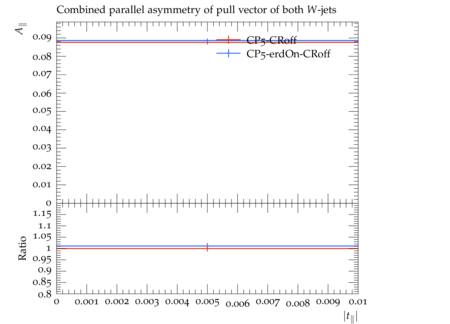 Combined parallel asymmetry of pull vector of both W-jets
A∥
CP5-CRoff
CP5-erdOn-CRoff
0.09
0.08
0.07
0.06
0.05
0.04
0.03
0.02
0.01
0
Ratio
1.15
1.1
1.05
1
0.95
0.9
0.85
0.8
0 0.001 0.002 0.003 0.004 0.005 0.006 0.007 0.008 0.009 0.01
|t∥|